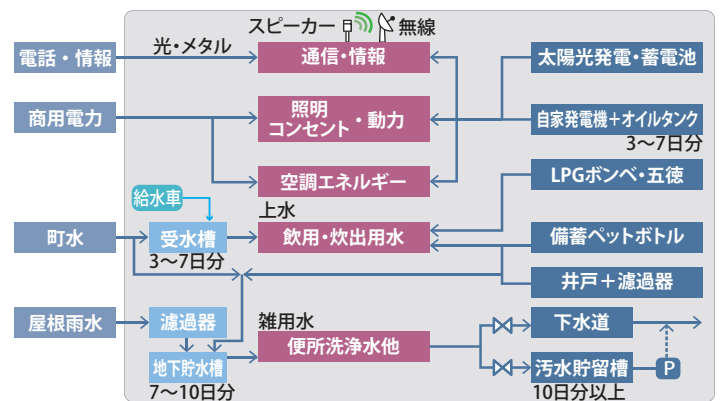 スピーカー 無線
電話・情報
光・メタル
通信・情報
太陽光発電・蓄電池
商用電力
照明
コンセント・動力
自家発電機＋オイルタンク
3〜7日分
空調エネルギー
LPGボンベ・五徳
給水車
上水
町水
受水槽
飲用・炊出用水
備蓄ペットボトル
3〜7日分
井戸＋濾過器
屋根雨水
濾過器
雑用水
便所洗浄水他
下水道
地下貯水槽
汚水貯留槽
P
7〜10日分
10日分以上